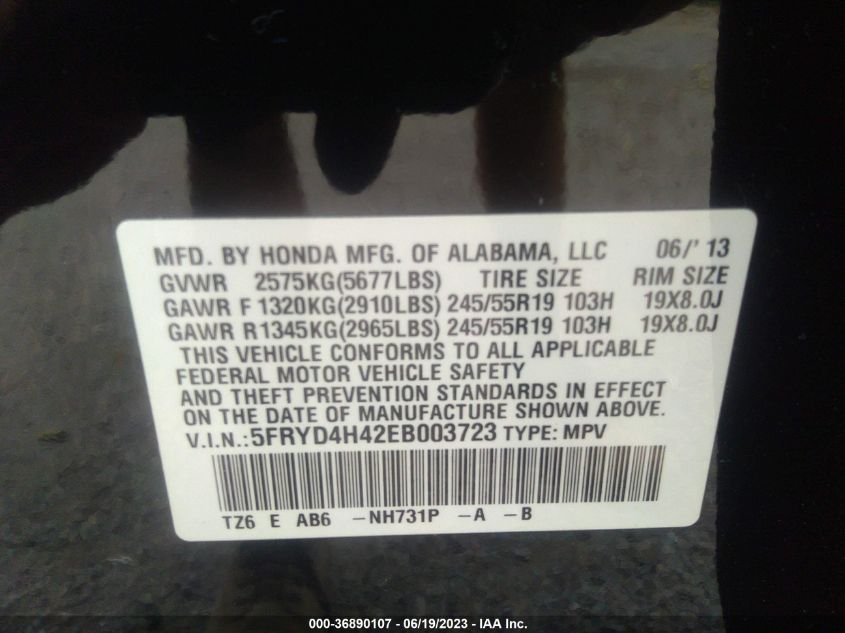 MFD. BY HONDA MFG. OF ALABAMA, LLC 06/'13
GVWR 2575KG(5677LBS) TIRE SIZE RIM SIZE
GAWR F 1320KG(2910LBS) 245/55R19 103H 19X8.0J
GAWR R1345KG(2965LBS) 245/55R19 103H 19X8.0J
THIS VEHICLE CONFORMS TO ALL APPLICABLE
FEDERAL MOTOR VEHICLE SAFETY
AND THEFT PREVENTION STANDARDS IN EFFECT
ON THE DATE OF MANUFACTURE SHOWN ABOVE.
V.I.N.:5FRYD4H42EB003723 TYPE: MPV
TZ6 E AB6 -NH731P -A -B
000-36890107 - 06/19/2023 - IAA Inc.